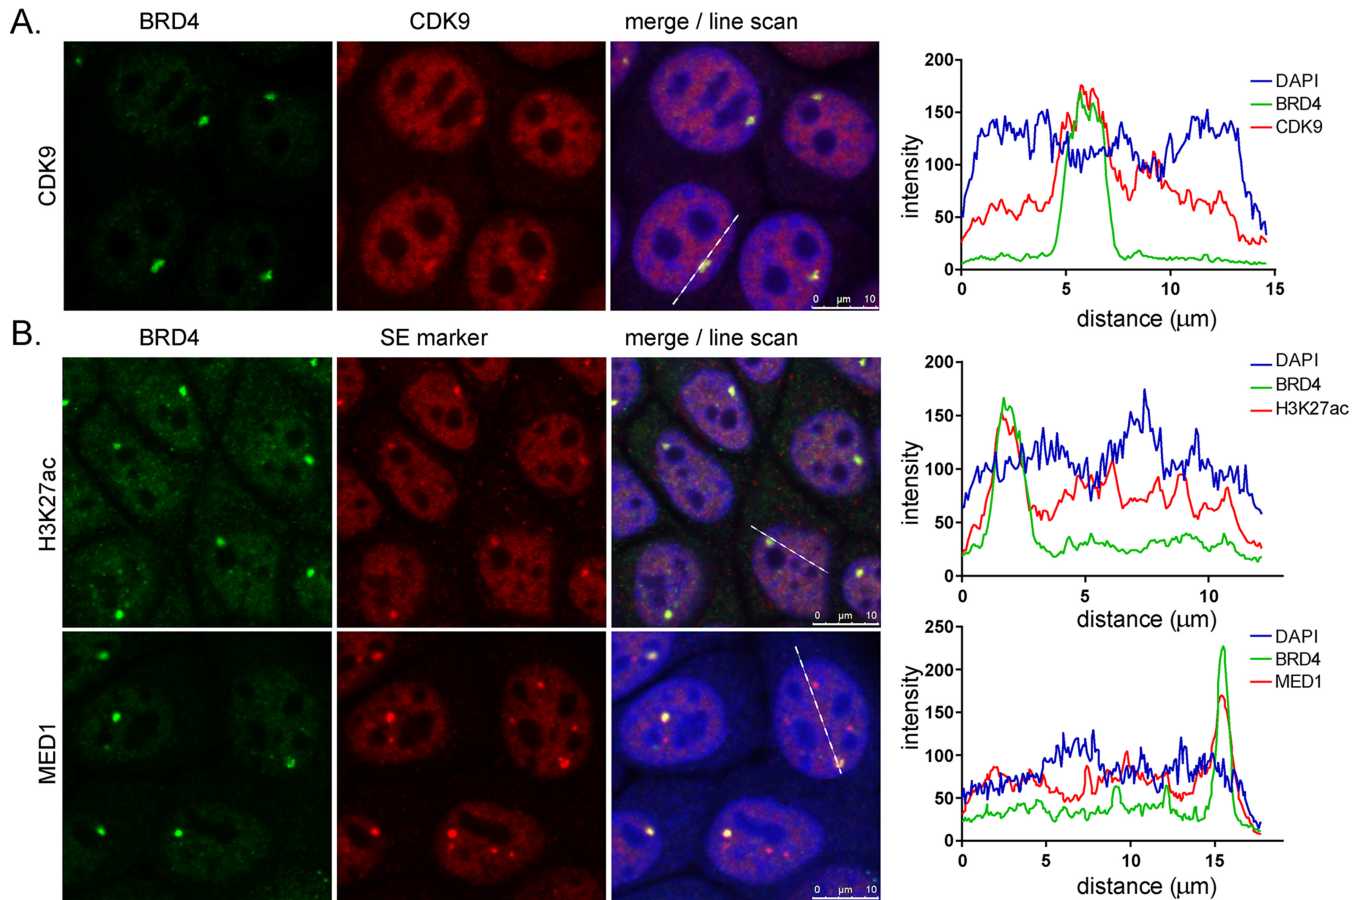 A.
BRD4 CDK9 merge / line scan
CDK9
0 µm 10
200
150
100
50
0
intensity
0 5 10 15
distance (µm)
DAPI
BRD4
CDK9
B.
BRD4 SE marker merge / line scan
H3K27ac
0 µm 10
200
150
100
50
0
intensity
0 5 10
distance (µm)
DAPI
BRD4
H3K27ac
MED1
0 µm 10
250
200
150
100
50
0
intensity
0 5 10 15
distance (µm)
DAPI
BRD4
MED1